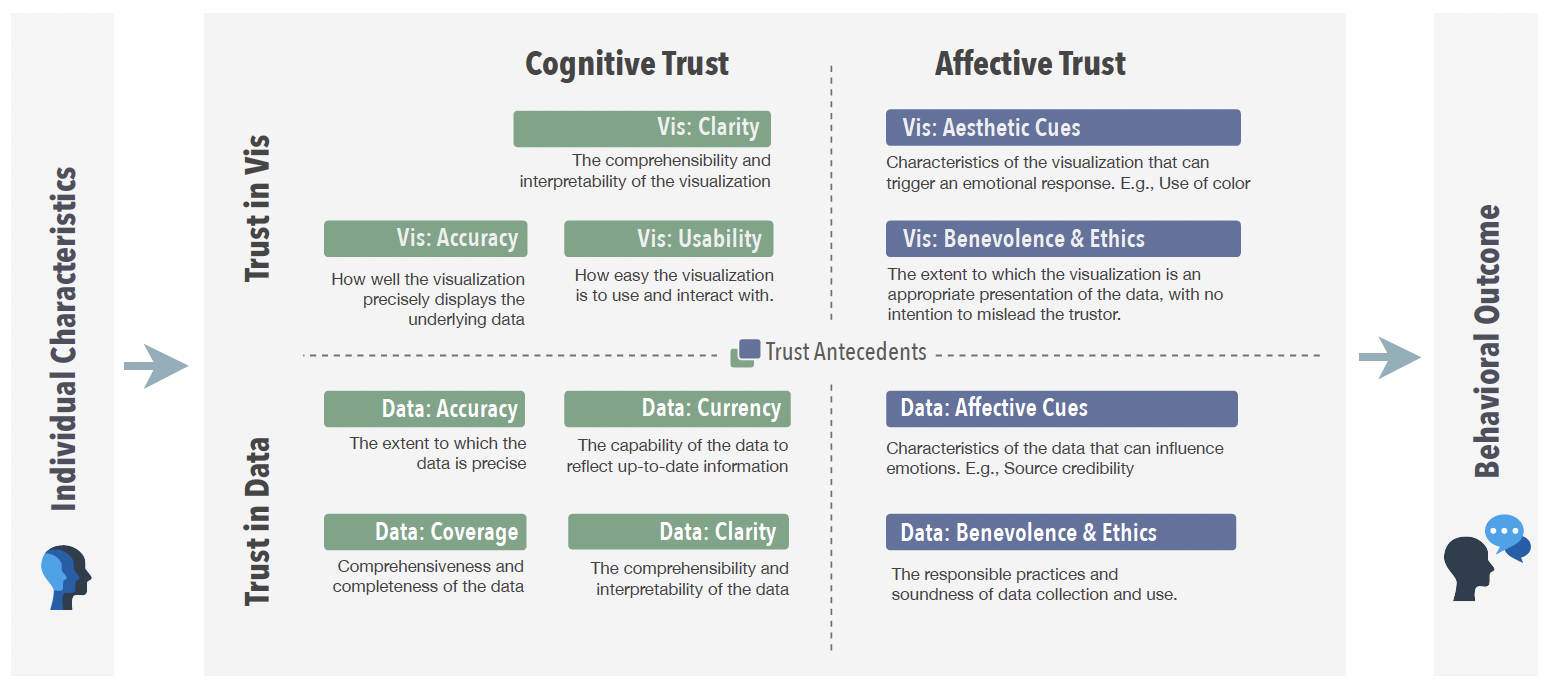 Individual Characteristics
Cognitive Trust
Affective Trust
Trust in Vis
Vis: Clarity
The comprehensibility and
interpretability of the visualization
Vis: Aesthetic Cues
Characteristics of the visualization that can
trigger an emotional response. E.g., Use of color
Vis: Accuracy
How well the visualization
precisely displays the
underlying data
Vis: Usability
How easy the visualization
is to use and interact with.
Vis: Benevolence & Ethics
The extent to which the visualization is an
appropriate presentation of the data, with no
intention to mislead the trustor.
Trust Antecedents
Trust in Data
Data: Accuracy
The extent to which the
data is precise
Data: Currency
The capability of the data to
reflect up-to-date information
Data: Affective Cues
Characteristics of the data that can influence
emotions. E.g., Source credibility
Data: Coverage
Comprehensiveness and
completeness of the data
Data: Clarity
The comprehensibility and
interpretability of the data
Data: Benevolence & Ethics
The responsible practices and
soundness of data collection and use.
Behavioral Outcome